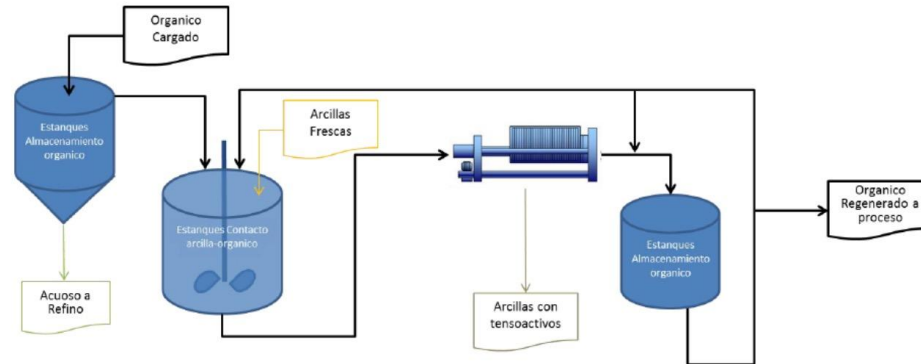 Organico
Cargado
Estanques
Almacenamiento
organico
Acuoso a
Refino
Arcillas
Frescas
Estanques Contacto
arcilla-organico
Arcillas con
tensoactivos
Estanques
Almacenamiento
organico
Organico
Regenerado a
proceso